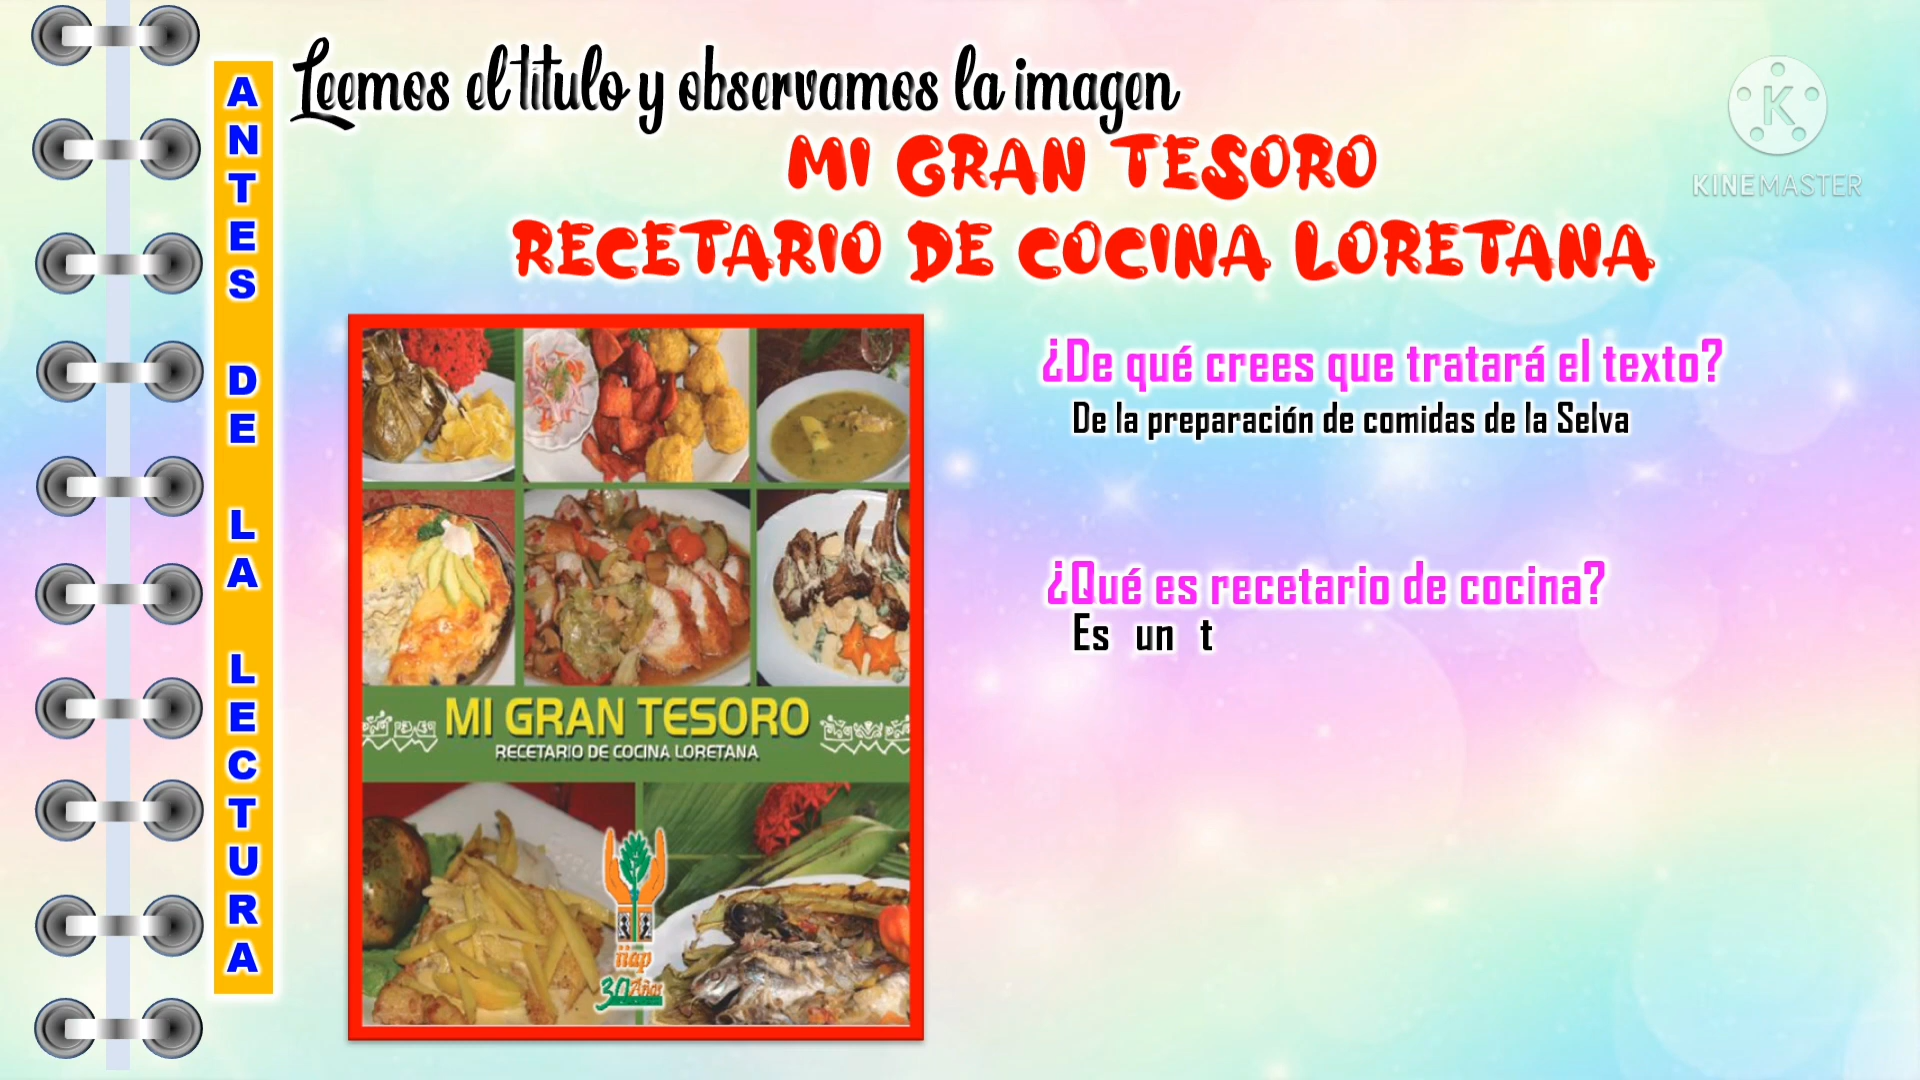 Leemos el título y observamos la imagen
MI GRAN TESORO
RECETARIO DE COCINA LORETANA
KINEMASTER
ANTES DE LA LECTURA
¿De qué crees que tratará el texto?
De la preparación de comidas de la Selva
¿Qué es recetario de cocina?
Es un t
MI GRAN TESORO
RECETARIO DE COCINA LORETANA
iiap
30 Años